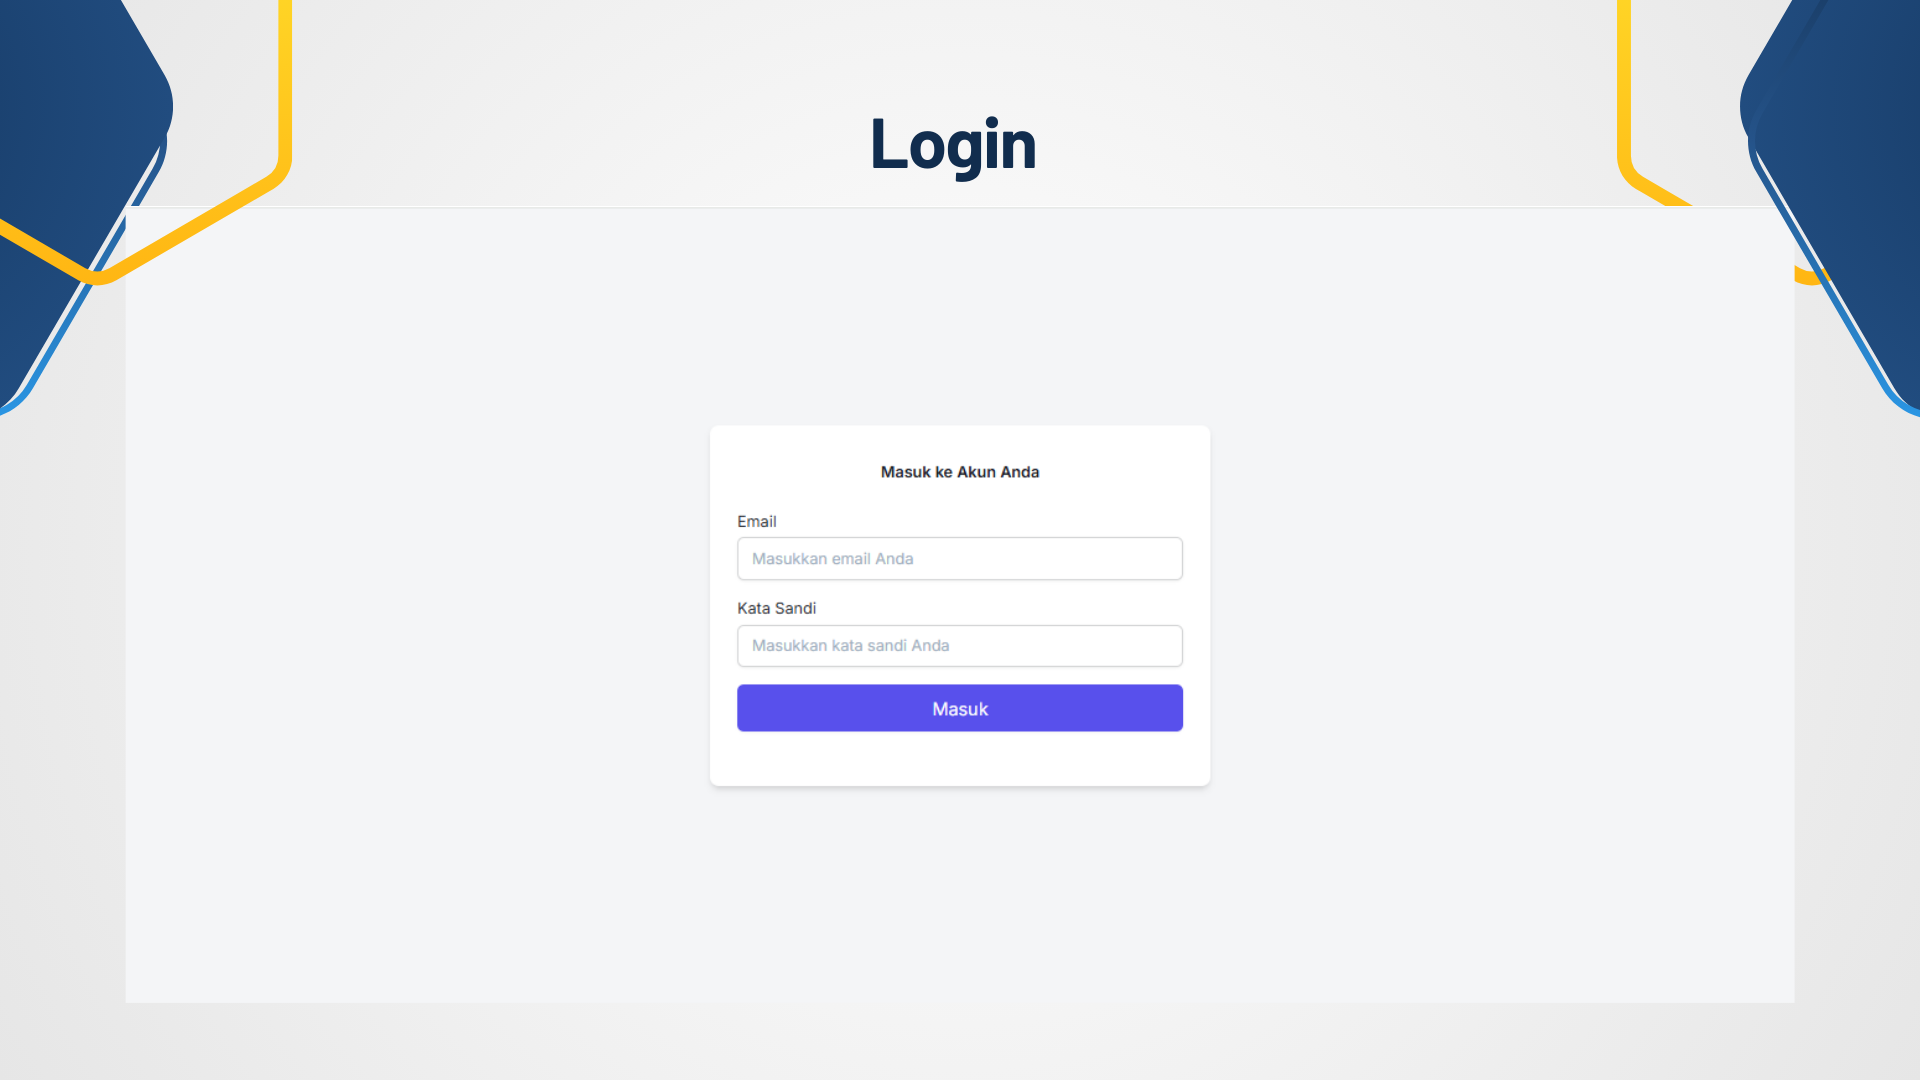 Login
Masuk ke Akun Anda
Email
Masukkan email Anda
Kata Sandi
Masukkan kata sandi Anda
Masuk